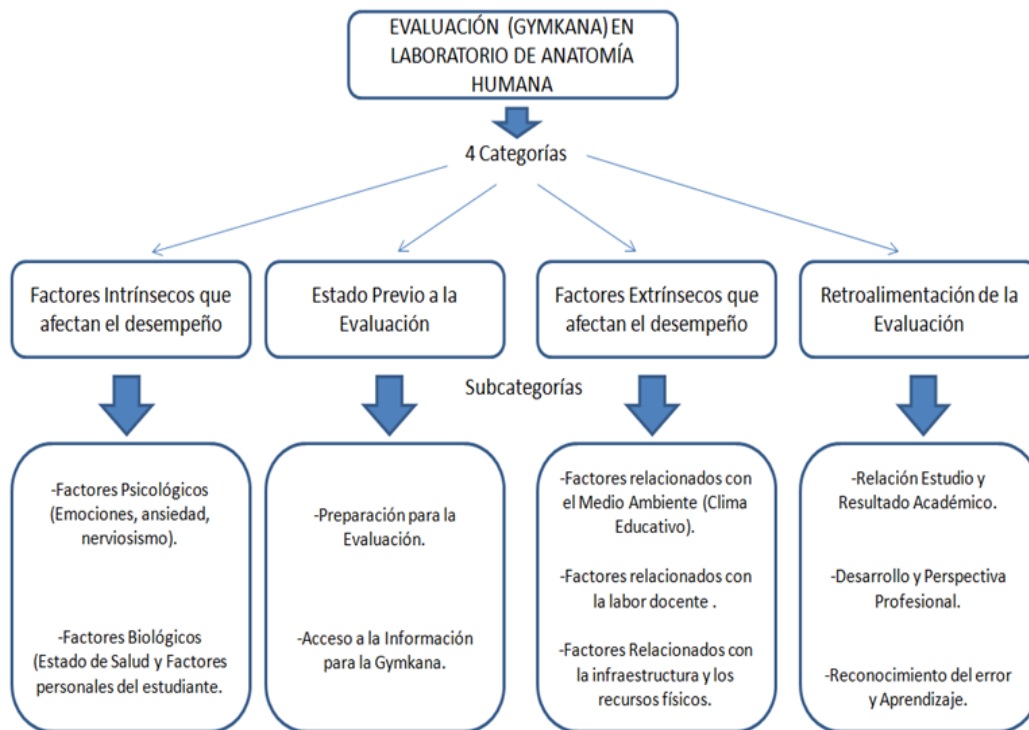 EVALUACIÓN (GYMKANA) EN
LABORATORIO DE ANATOMÍA
HUMANA
4 Categorías
Factores Intrínsecos que
afectan el desempeño
Estado Previo a la
Evaluación
Factores Extrínsecos que
afectan el desempeño
Retroalimentación de la
Evaluación
Subcategorías
-Factores Psicológicos
(Emociones, ansiedad,
nerviosismo).
-Factores Biológicos
(Estado de Salud y Factores
personales del estudiante.
-Preparación para la
Evaluación.
-Acceso a la Información
para la Gymkana.
-Factores relacionados con
el Medio Ambiente (Clima
Educativo).
-Factores relacionados con
la labor docente .
-Factores Relacionados con
la infraestructura y los
recursos físicos.
-Relación Estudio y
Resultado Académico.
-Desarrollo y Perspectiva
Profesional.
-Reconocimiento del error
y Aprendizaje.